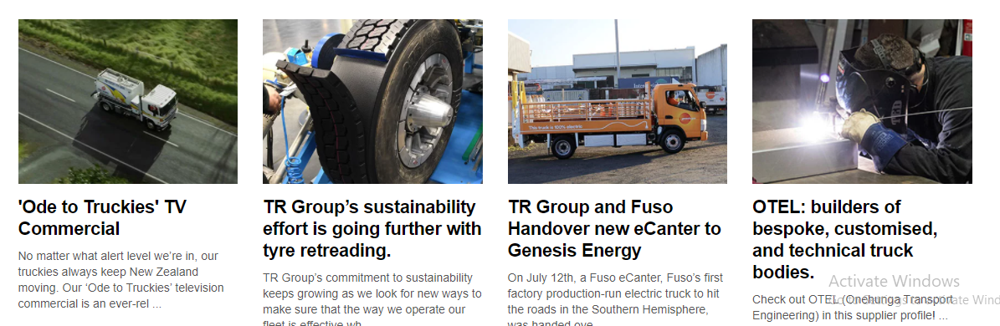 This truck is 100% electric
'Ode to Truckies' TV
Commercial
No matter what alert level we're in, our
truckies always keep New Zealand
moving. Our 'Ode to Truckies' television
commercial is an ever-rel ...
TR Group's sustainability
effort is going further with
tyre retreading.
TR Group's commitment to sustainability
keeps growing as we look for new ways to
make sure that the way we operate our
fleet is effective wh
TR Group and Fuso
Handover new eCanter to
Genesis Energy
On July 12th, a Fuso eCanter, Fuso's first
factory production-run electric truck to hit
the roads in the Southern Hemisphere,
was handed ove
OTEL: builders of
bespoke, customised,
and technical truck
bodies.
Check out OTEL (Onehunga Transport
Engineering) in this supplier profile! ...
Activate Windows
Go to Settings to activate Wind